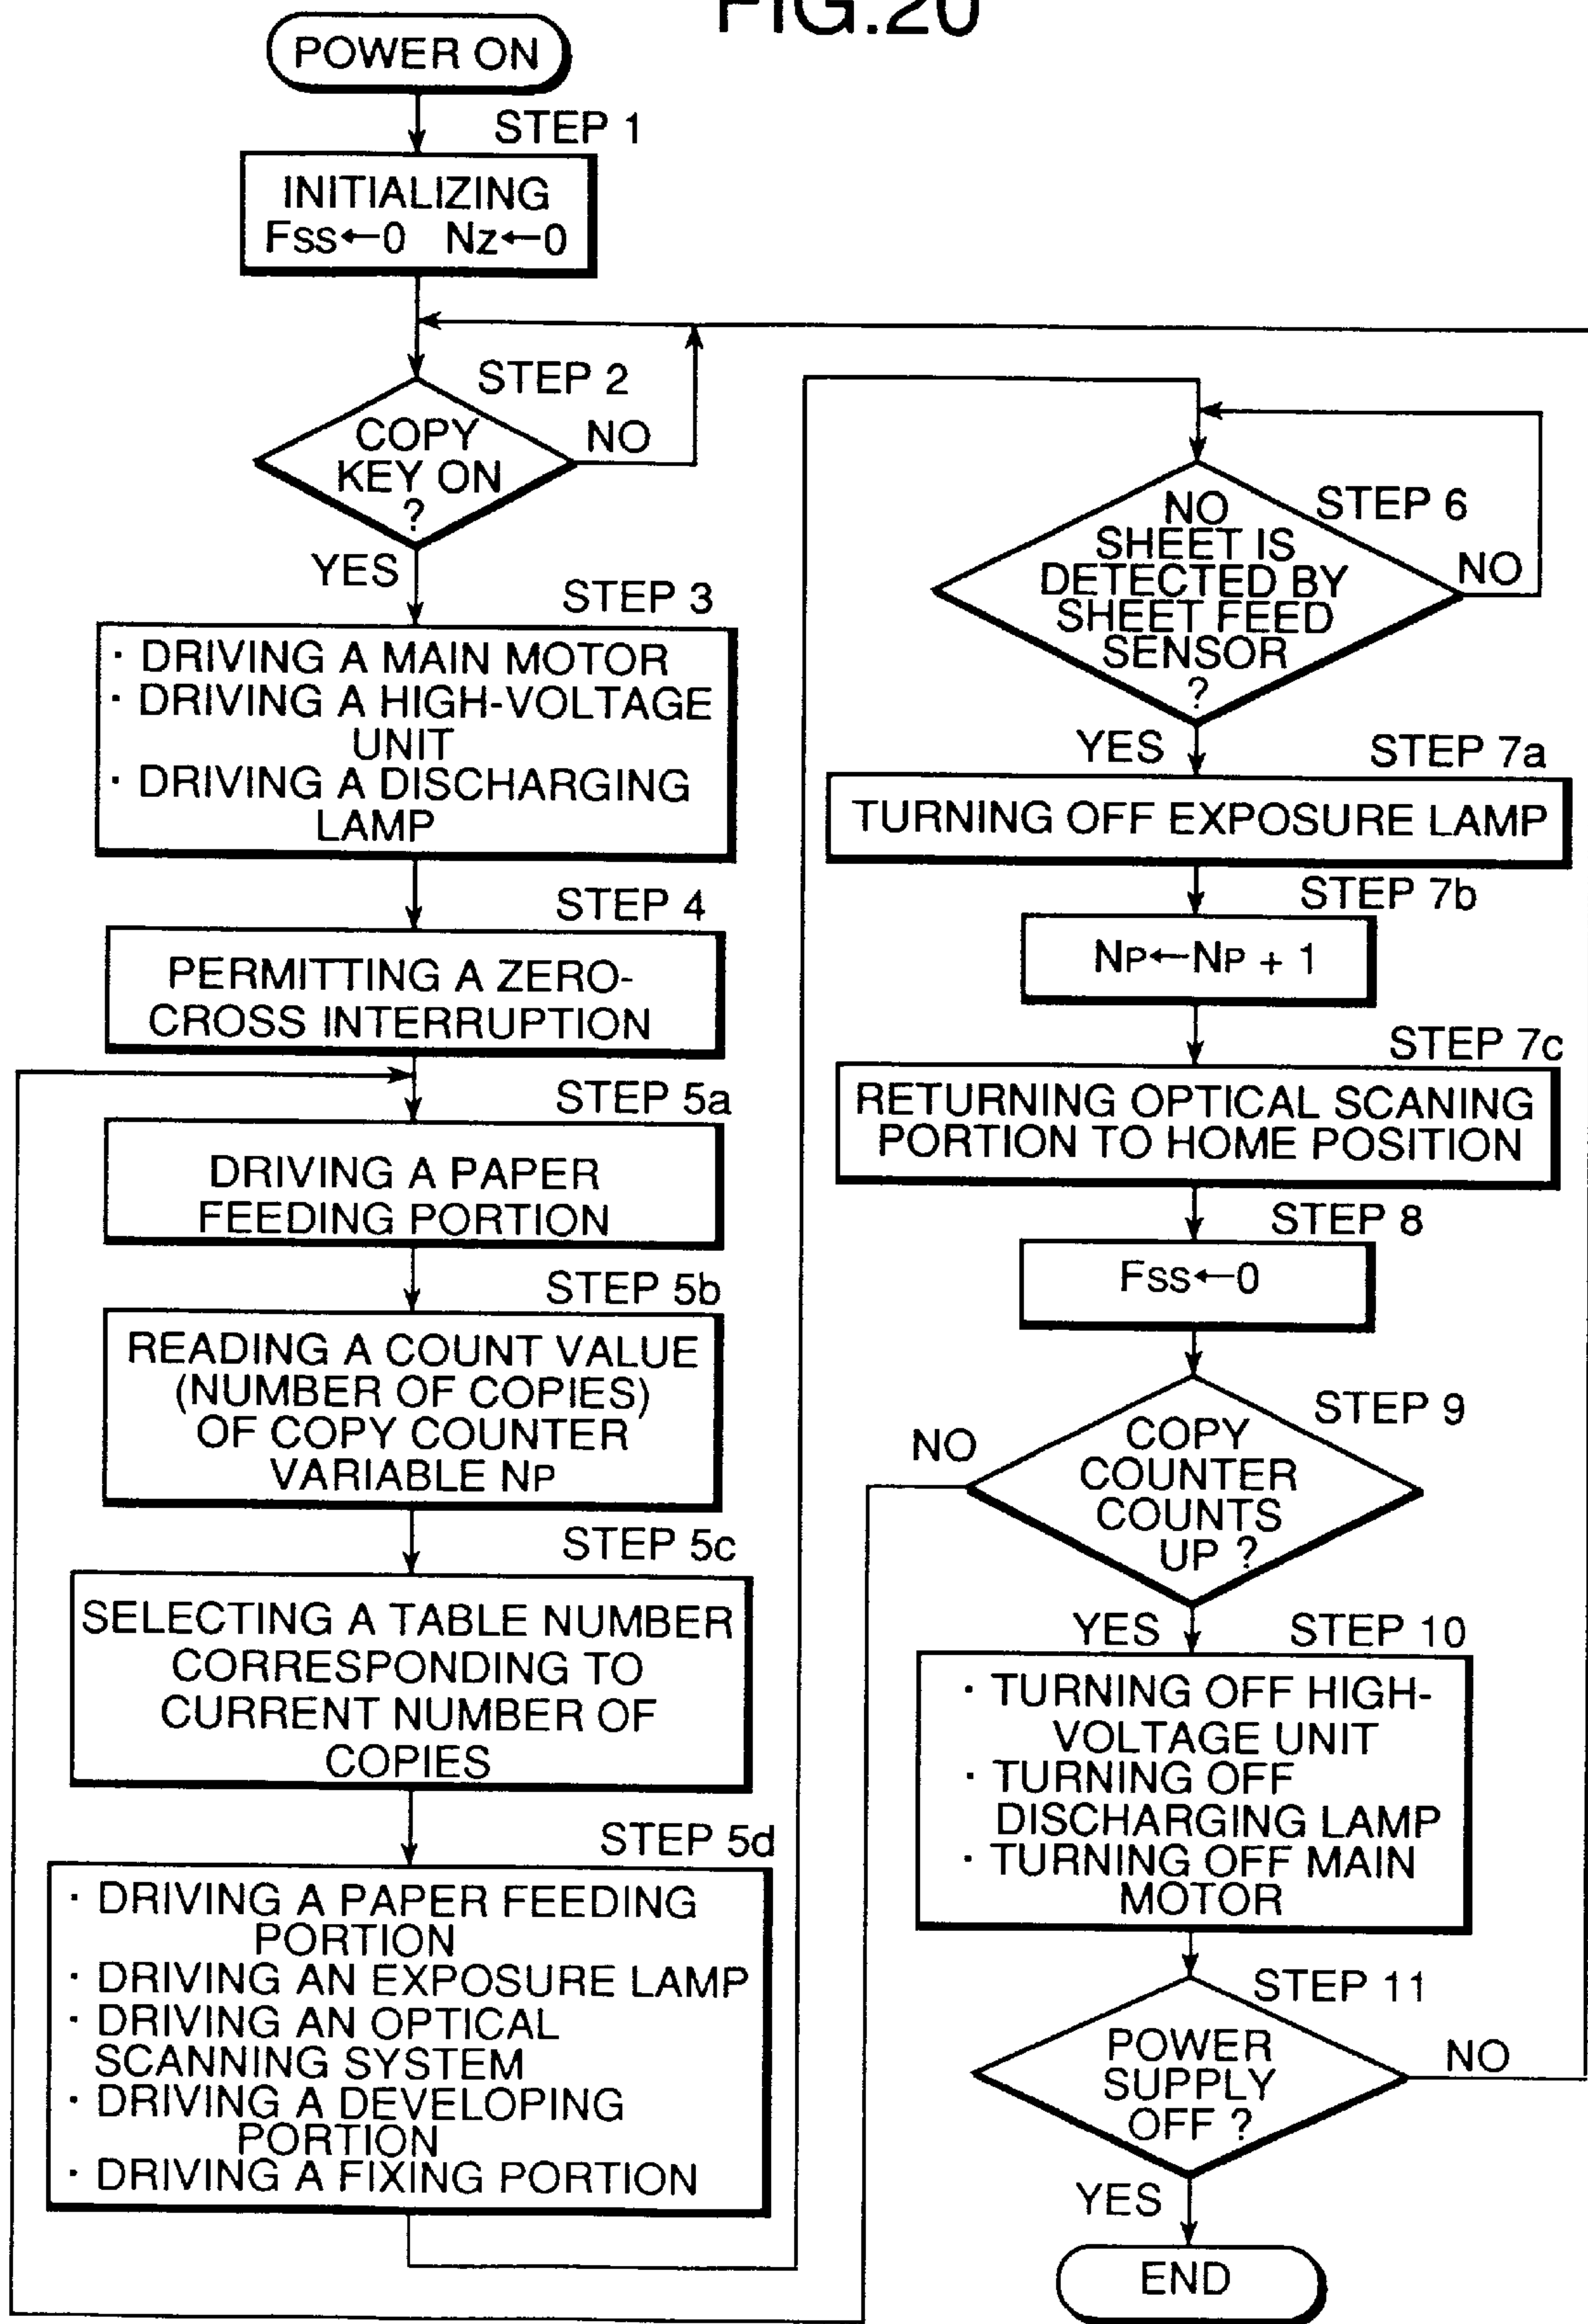 FIG.20
POWER ON
STEP 1
INITIALIZING
FSS←0 NZ←0
STEP 2
COPY
KEY ON
?
NO
YES
STEP 3
· DRIVING A MAIN MOTOR
· DRIVING A HIGH-VOLTAGE
UNIT
· DRIVING A DISCHARGING
LAMP
STEP 4
PERMITTING A ZERO-
CROSS INTERRUPTION
STEP 5a
DRIVING A PAPER
FEEDING PORTION
STEP 5b
READING A COUNT VALUE
(NUMBER OF COPIES)
OF COPY COUNTER
VARIABLE NP
STEP 5c
SELECTING A TABLE NUMBER
CORRESPONDING TO
CURRENT NUMBER OF
COPIES
STEP 5d
· DRIVING A PAPER FEEDING
PORTION
· DRIVING AN EXPOSURE LAMP
· DRIVING AN OPTICAL
SCANNING SYSTEM
· DRIVING A DEVELOPING
PORTION
· DRIVING A FIXING PORTION
STEP 6
NO
SHEET IS
DETECTED BY
SHEET FEED
SENSOR
?
NO
YES
STEP 7a
TURNING OFF EXPOSURE LAMP
STEP 7b
NP←NP + 1
STEP 7c
RETURNING OPTICAL SCANING
PORTION TO HOME POSITION
STEP 8
FSS←0
STEP 9
COPY
COUNTER
COUNTS
UP ?
NO
YES
STEP 10
· TURNING OFF HIGH-
VOLTAGE UNIT
· TURNING OFF
DISCHARGING LAMP
· TURNING OFF MAIN
MOTOR
STEP 11
POWER
SUPPLY
OFF ?
NO
YES
END